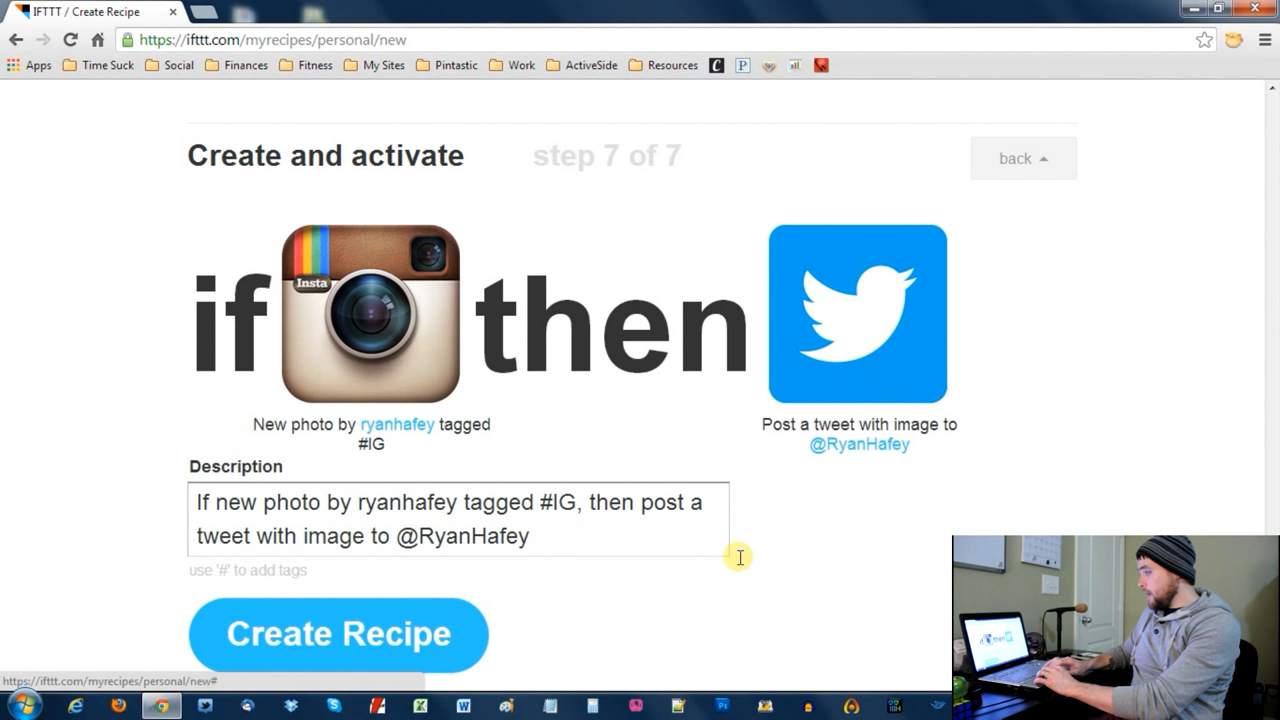 IFTTT / Create Recipe
https://ifttt.com/myrecipes/personal/new
Apps Time Suck Social Finances Fitness My Sites Pintastic Work ActiveSide Resources
Create and activate step 7 of 7 back
if Insta then
New photo by ryanhafey tagged
#IG
Post a tweet with image to
@RyanHafey
Description
If new photo by ryanhafey tagged #IG, then post a
tweet with image to @RyanHafey
use '#' to add tags
Create Recipe
https://ifttt.com/myrecipes/personal/new#
if then